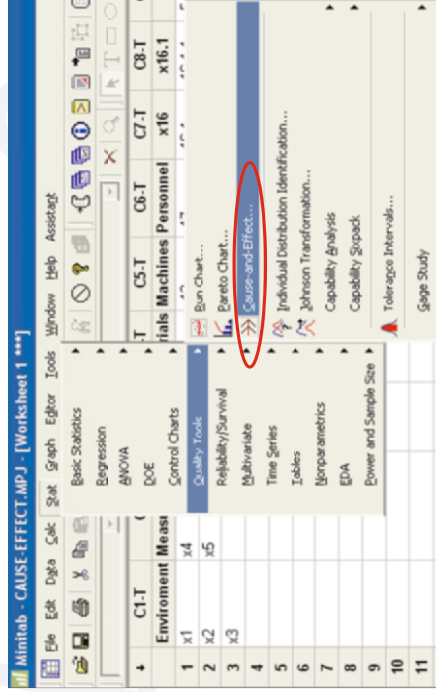 Minitab - CAUSE-EFFECT.MPJ - [Worksheet 1 ***]
File Edit Data Calc Stat Graph Editor Tools Window Help Assistant
C1-T C5-T C6-T C7-T C8-T
Enviroment Measu rials Machines Personnel x16 x16.1
1 x1 x4
2 x2 x5
3 x3
4
5
6
7
8
9
10
11
Basic Statistics
Regression
ANOVA
DOE
Control Charts
Quality Tools
Reliability/Survival
Multivariate
Time Series
Tables
Nonparametrics
EDA
Power and Sample Size
Run Chart...
Pareto Chart...
Cause-and-Effect...
Individual Distribution Identification...
Johnson Transformation...
Capability Analysis
Capability Sixpack
Tolerance Intervals...
Gage Study